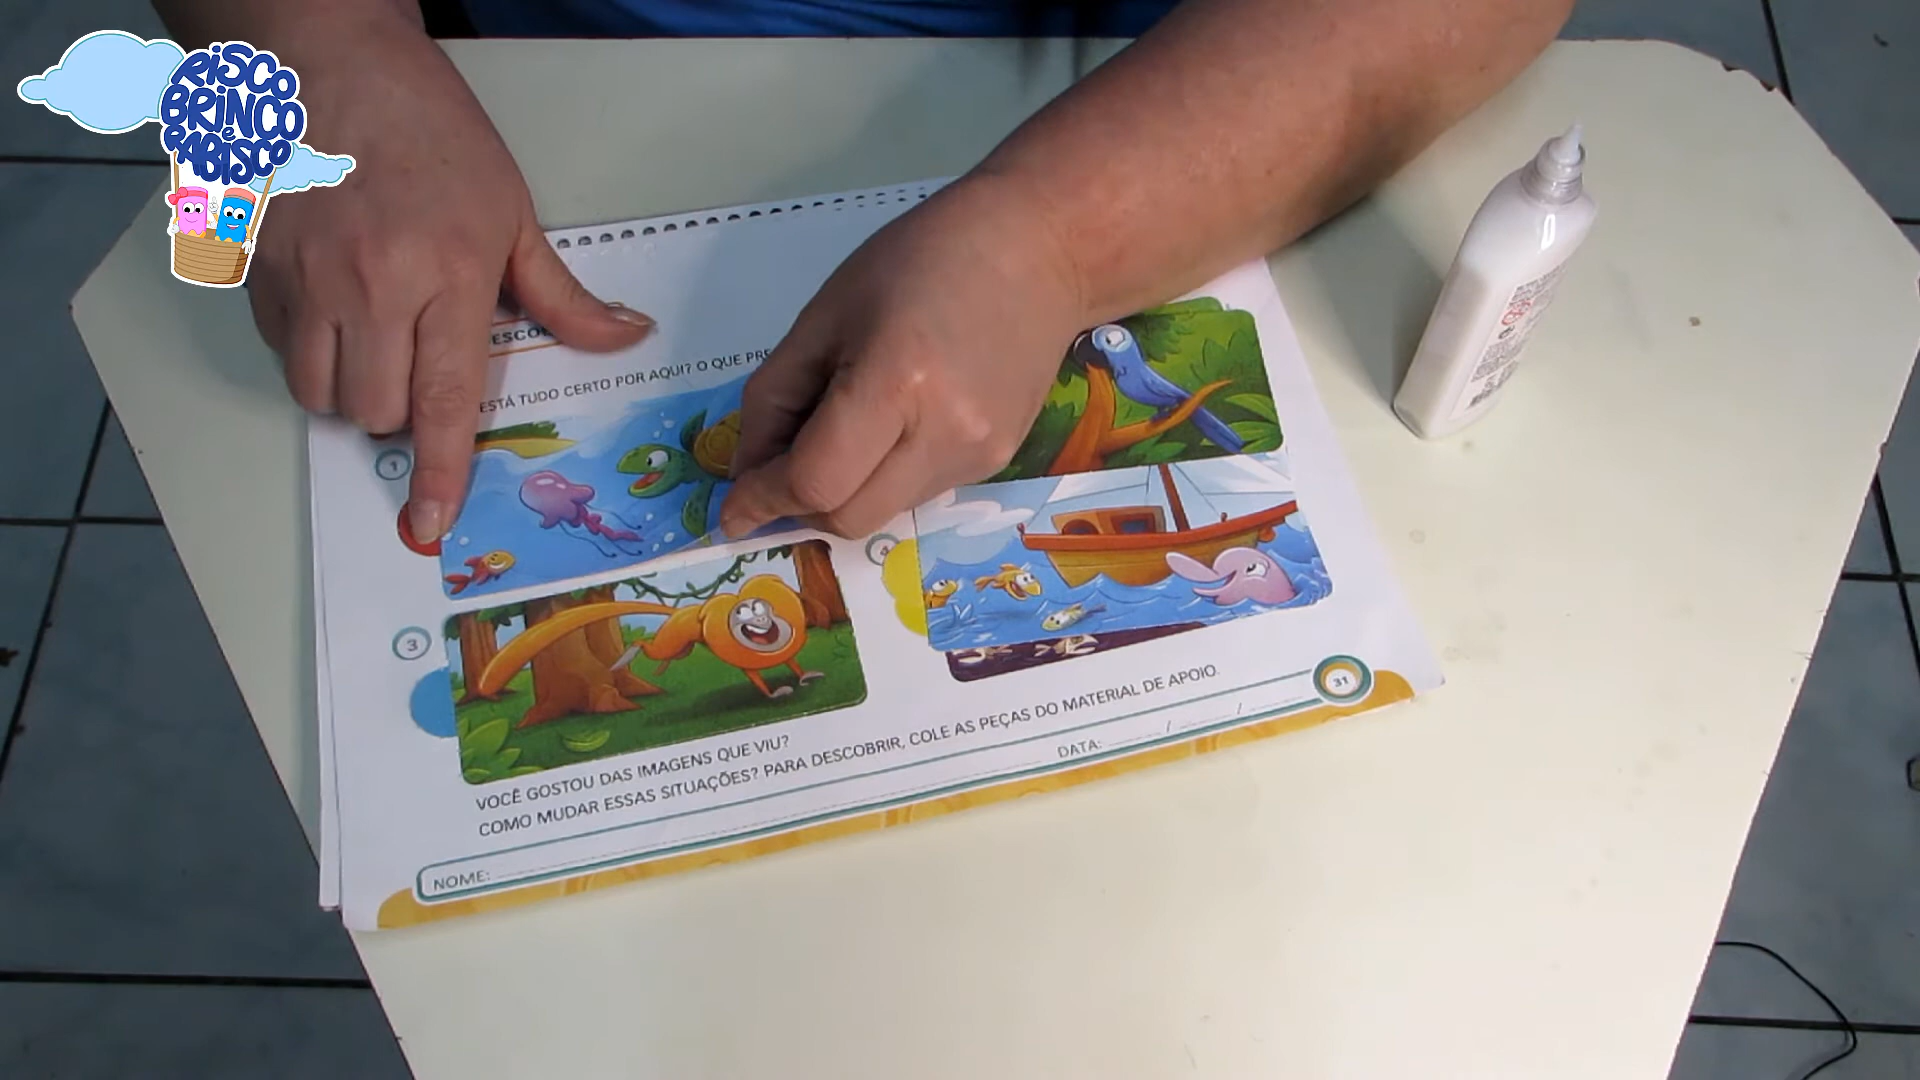 RISCO
BRINCO
e
RABISCO
ESTÁ TUDO CERTO POR AQUI? O QUE
1
3
4
VOCÊ GOSTOU DAS IMAGENS QUE VIU?
COMO MUDAR ESSAS SITUAÇÕES? PARA DESCOBRIR, COLE AS PEÇAS DO MATERIAL DE APOIO.
NOME:
DATA: / /
31